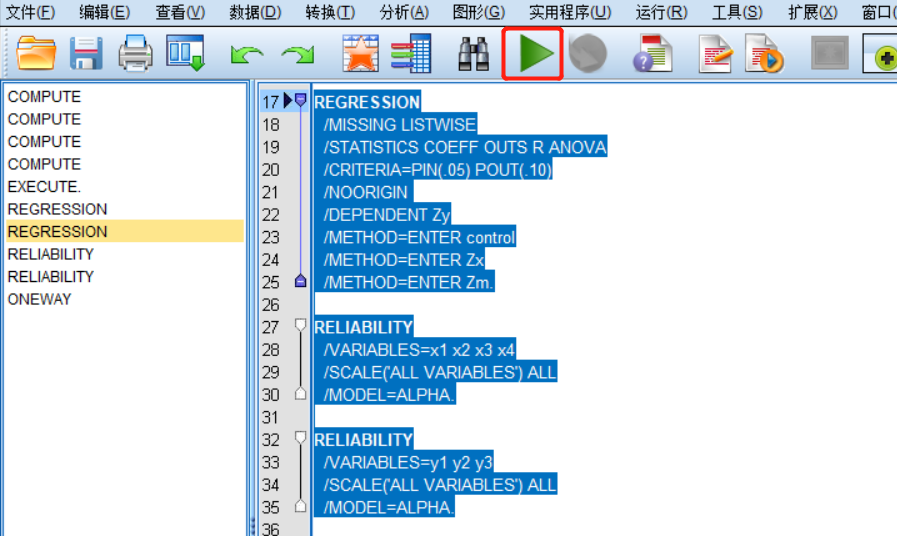 文件(F) 编辑(E) 查看(V) 数据(D) 转换(T) 分析(A) 图形(G) 实用程序(U) 运行(R) 工具(S) 扩展(X) 窗口(
COMPUTE
COMPUTE
COMPUTE
COMPUTE
EXECUTE.
REGRESSION
REGRESSION
RELIABILITY
RELIABILITY
ONEWAY
17 REGRESSION
18 /MISSING LISTWISE
19 /STATISTICS COEFF OUTS R ANOVA
20 /CRITERIA=PIN(.05) POUT(.10)
21 /NOORIGIN
22 /DEPENDENT Zy
23 /METHOD=ENTER control
24 /METHOD=ENTER Zx
25 /METHOD=ENTER Zm.
26
27 RELIABILITY
28 /VARIABLES=x1 x2 x3 x4
29 /SCALE('ALL VARIABLES') ALL
30 /MODEL=ALPHA.
31
32 RELIABILITY
33 /VARIABLES=y1 y2 y3
34 /SCALE('ALL VARIABLES') ALL
35 /MODEL=ALPHA.
36